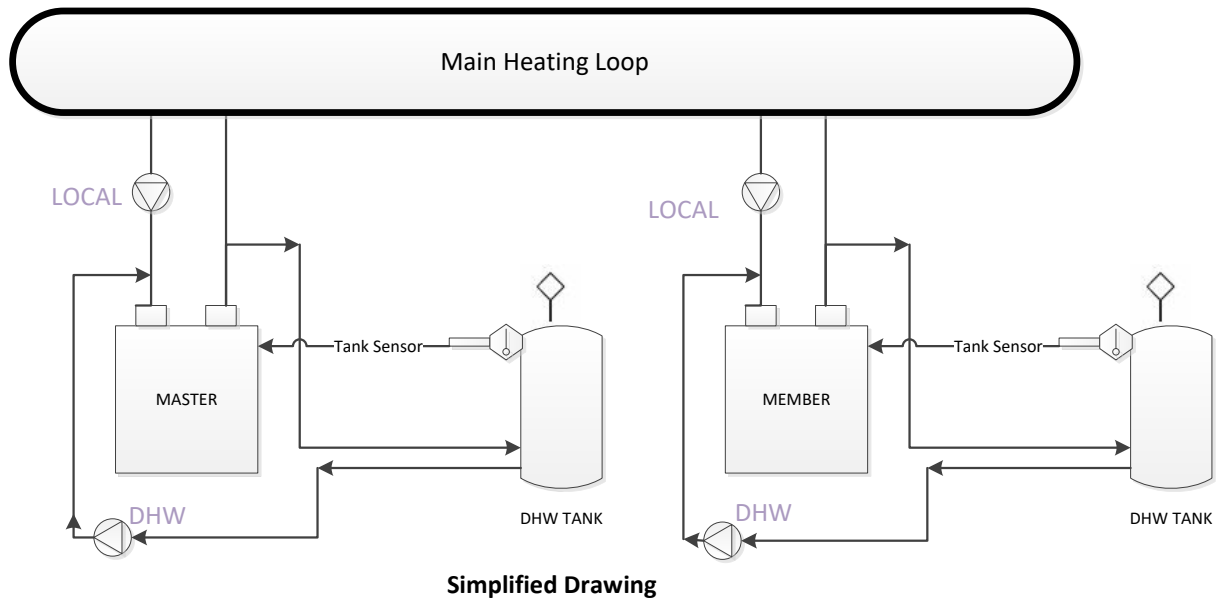 Main Heating Loop
LOCAL
LOCAL
Tank Sensor
Tank Sensor
MASTER
MEMBER
DHW
DHW
DHW TANK
DHW TANK
Simplified Drawing